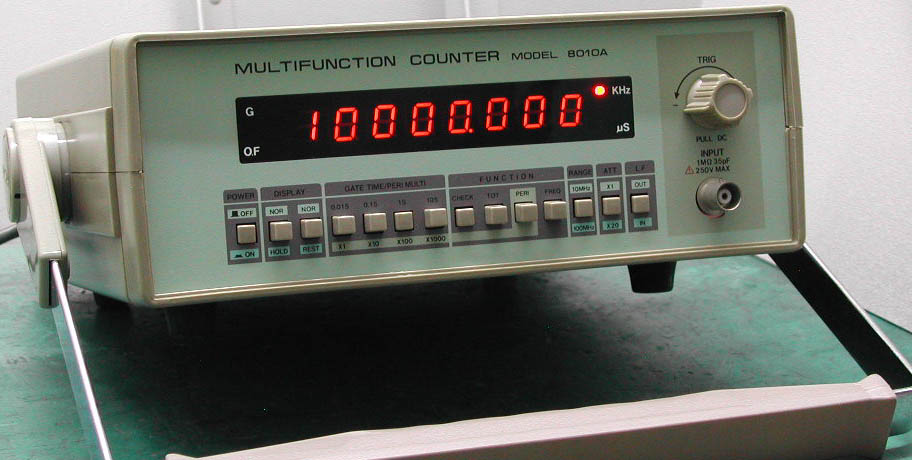 MULTIFUNCTION COUNTER MODEL 8010A
G
10000.000
KHz
O.F
µS
TRIG
-
PULL DC
INPUT
1MΩ 35pF
250V MAX
POWER
OFF
ON
DISPLAY
NOR NOR
HOLD REST
GATE TIME/PERI MULTI
0.01S 0.1S 1S 10S
X1 X10 X100 X1000
FUNCTION
CHECK TOT PERI FREQ
RANGE
10MHz
100MHz
ATT
X1
X20
L.F
OUT
IN